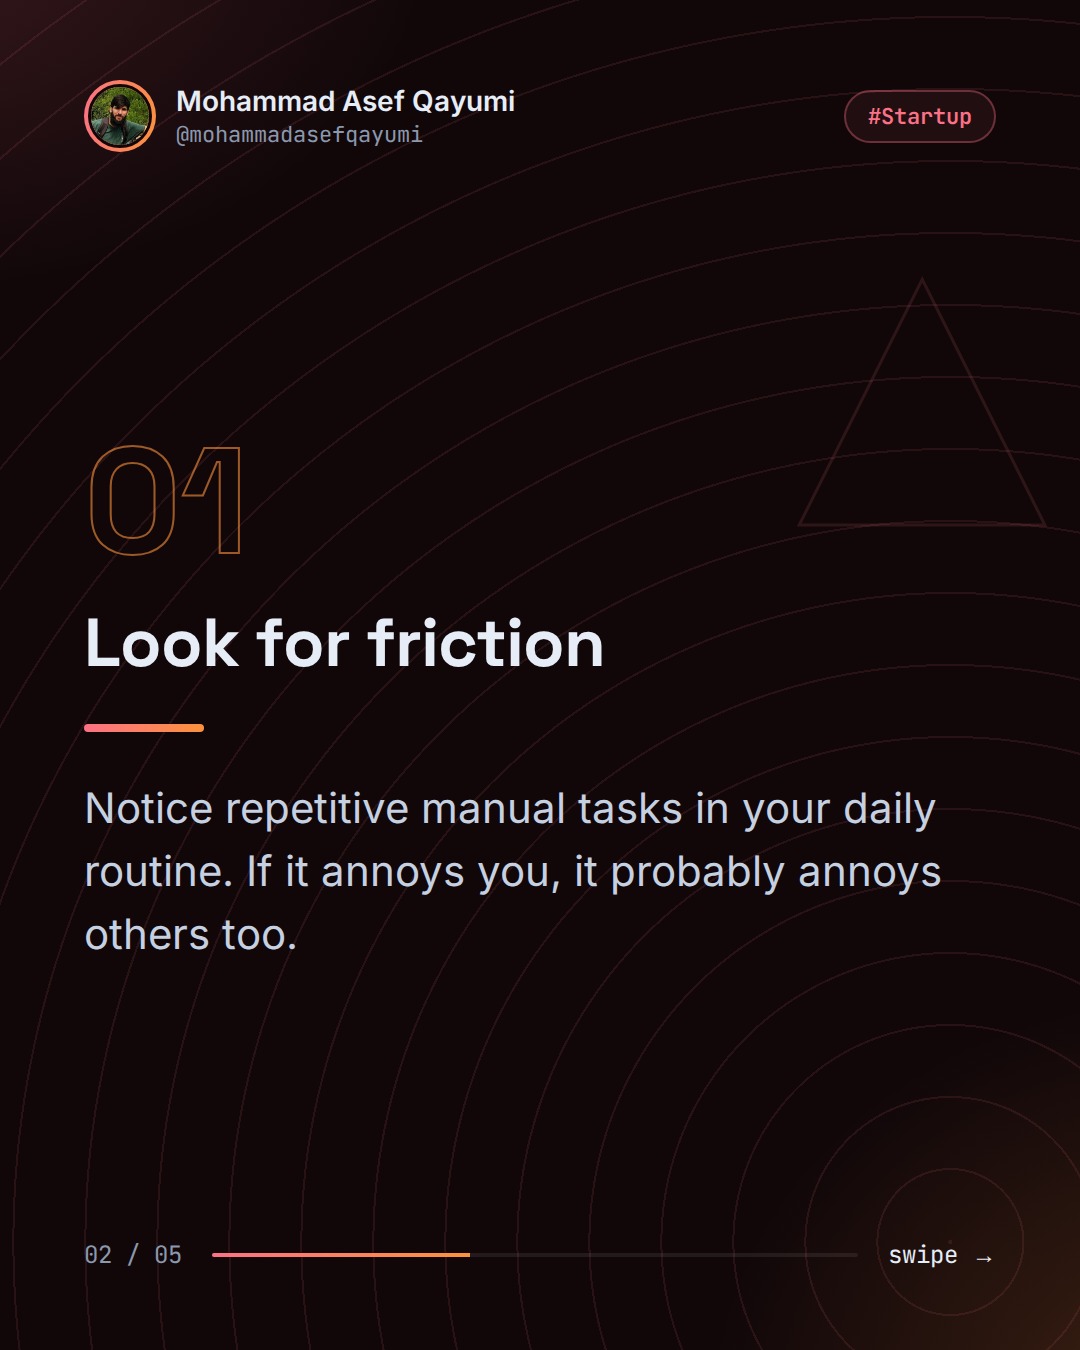 Mohammad Asef Qayumi
@mohammadasefqayumi
#Startup
01
Look for friction
Notice repetitive manual tasks in your daily
routine. If it annoys you, it probably annoys
others too.
02 / 05
swipe →